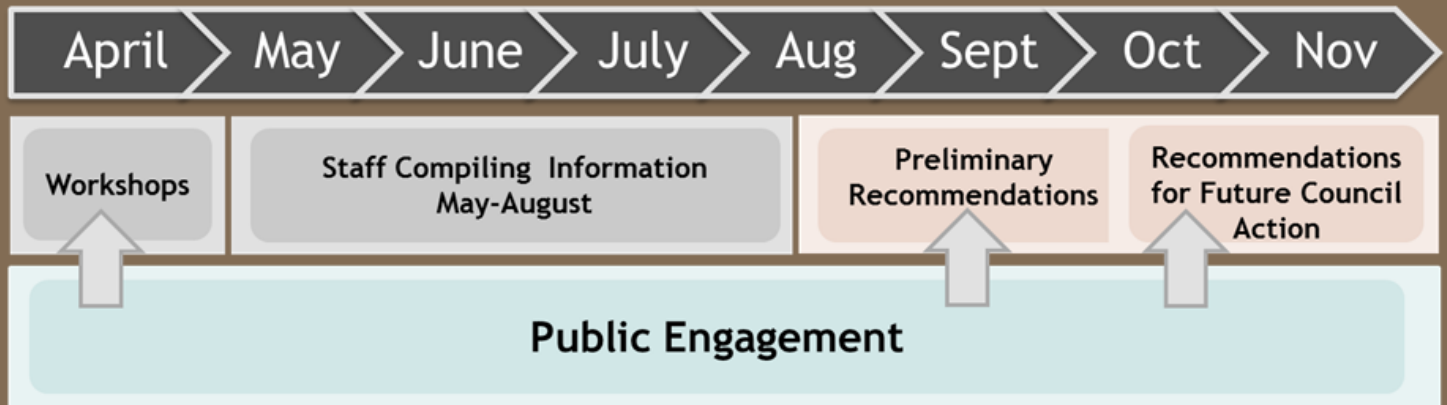 April May June July Aug Sept Oct Nov
Workshops
Staff Compiling Information
May-August
Preliminary
Recommendations
Recommendations
for Future Council
Action
Public Engagement